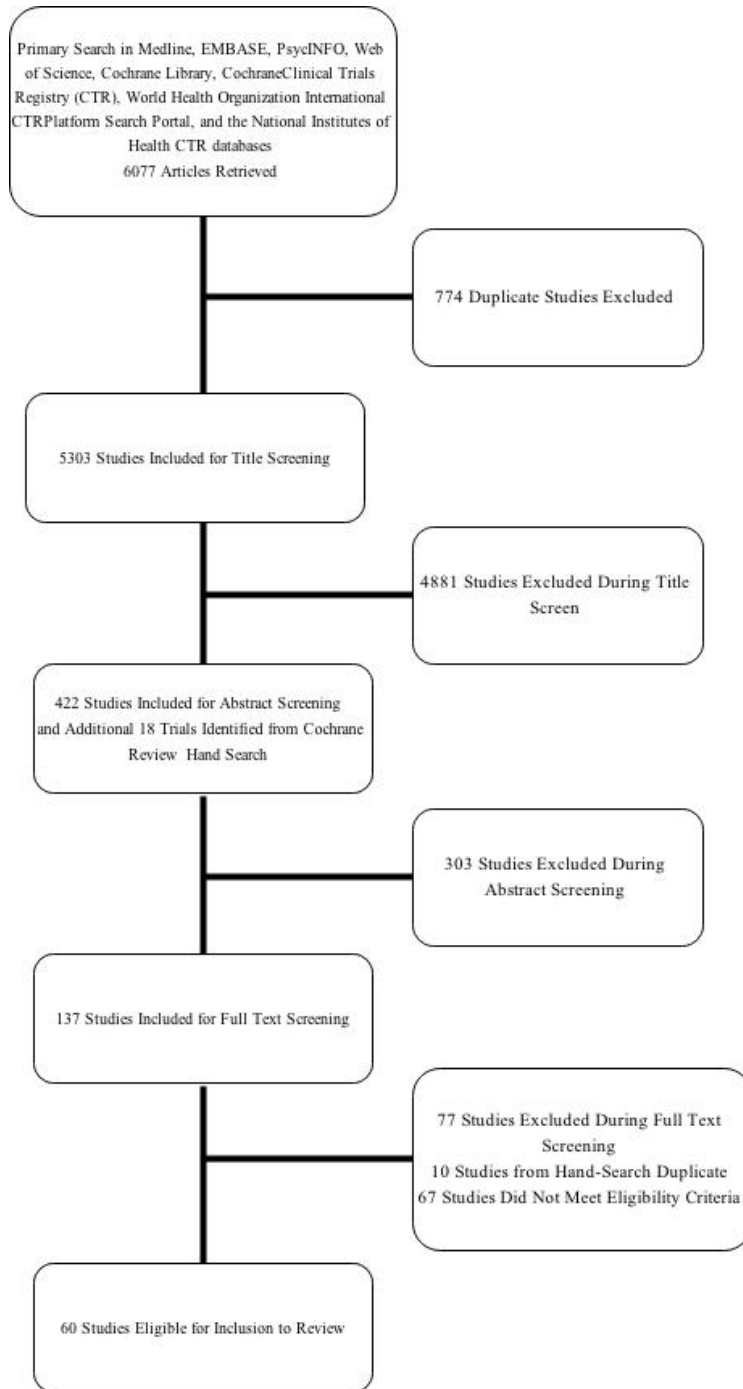 Primary Search in Medline, EMBASE, PsycINFO, Web
of Science, Cochrane Library, CochraneClinical Trials
Registry (CTR), World Health Organization International
CTRPlatform Search Portal, and the National Institutes of
Health CTR databases
6077 Articles Retrieved
774 Duplicate Studies Excluded
5303 Studies Included for Title Screening
4881 Studies Excluded During Title
Screen
422 Studies Included for Abstract Screening
and Additional 18 Trials Identified from Cochrane
Review Hand Search
303 Studies Excluded During
Abstract Screening
137 Studies Included for Full Text Screening
77 Studies Excluded During Full Text
Screening
10 Studies from Hand-Search Duplicate
67 Studies Did Not Meet Eligibility Criteria
60 Studies Eligible for Inclusion to Review